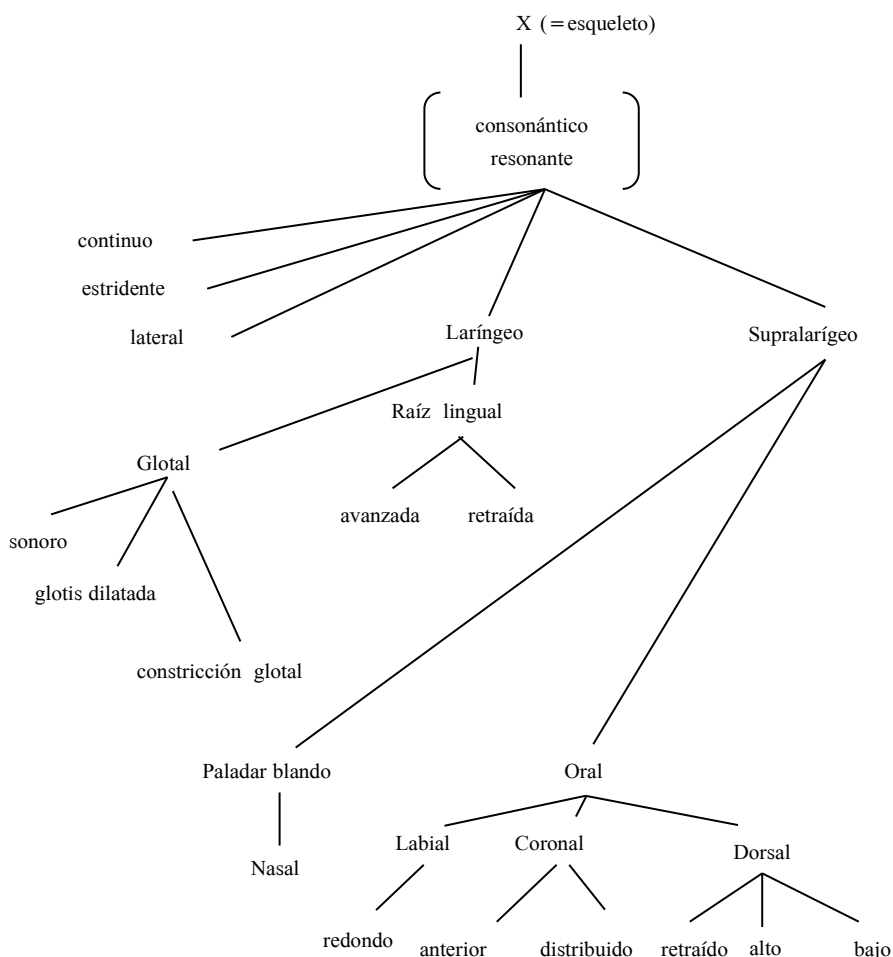 X (=esqueleto)
consonántico
resonante
continuo
estridente
lateral
Laríngeo
Supralarígeo
Raíz lingual
Glotal
avanzada
retraída
sonoro
glotis dilatada
constricción glotal
Paladar blando
Oral
Nasal
Labial
Coronal
Dorsal
redondo
anterior
distribuido
retraído
alto
bajo